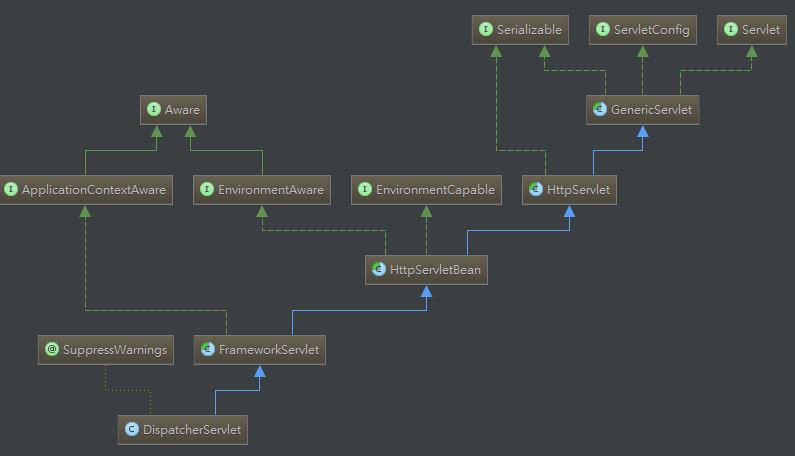 Serializable
ServletConfig
Servlet
Aware
GenericServlet
ApplicationContextAware
EnvironmentAware
EnvironmentCapable
HttpServlet
HttpServletBean
SuppressWarnings
FrameworkServlet
DispatcherServlet